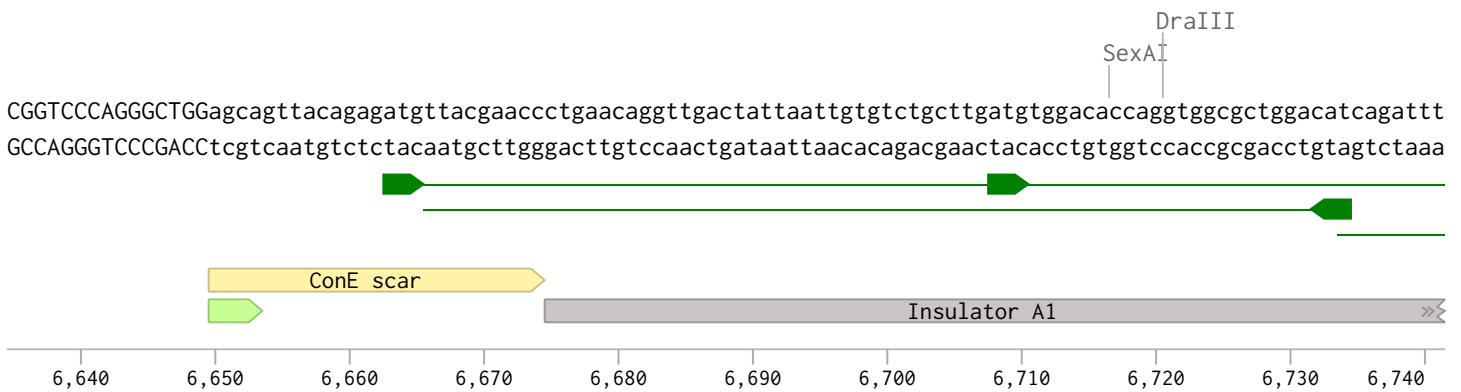 DraIII
SexAI
CGGTCCCAGGGCTGGagcagttacagagatgttacgaaccctgaacaggttgactattaattgtgtctgcttgatgtggacaccaggtggcgctggacatcagattt
GCCAGGGTCCCGACCtcgtcaatgtctctacaatgcttgggacttgtccaactgataattaacacagacgaactacacctgtggtccaccgcgacctgtagtctaaa
ConE scar
Insulator A1
6,640 6,650 6,660 6,670 6,680 6,690 6,700 6,710 6,720 6,730 6,740